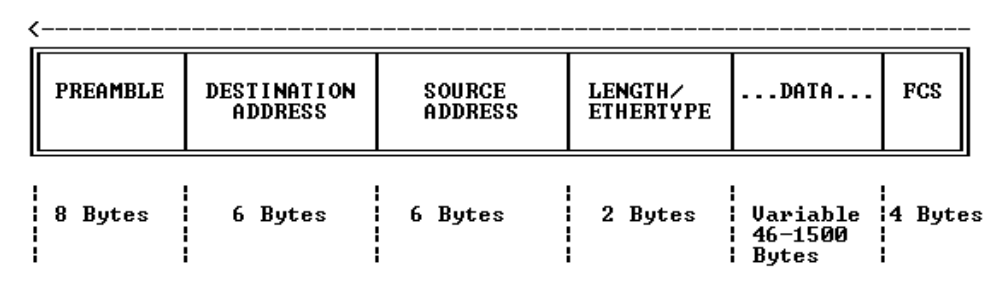 PREAMBLE
DESTINATION
ADDRESS
SOURCE
ADDRESS
LENGTH/
ETHERTYPE
...DATA...
FCS
8 Bytes
6 Bytes
6 Bytes
2 Bytes
Variable
46-1500
Bytes
4 Bytes